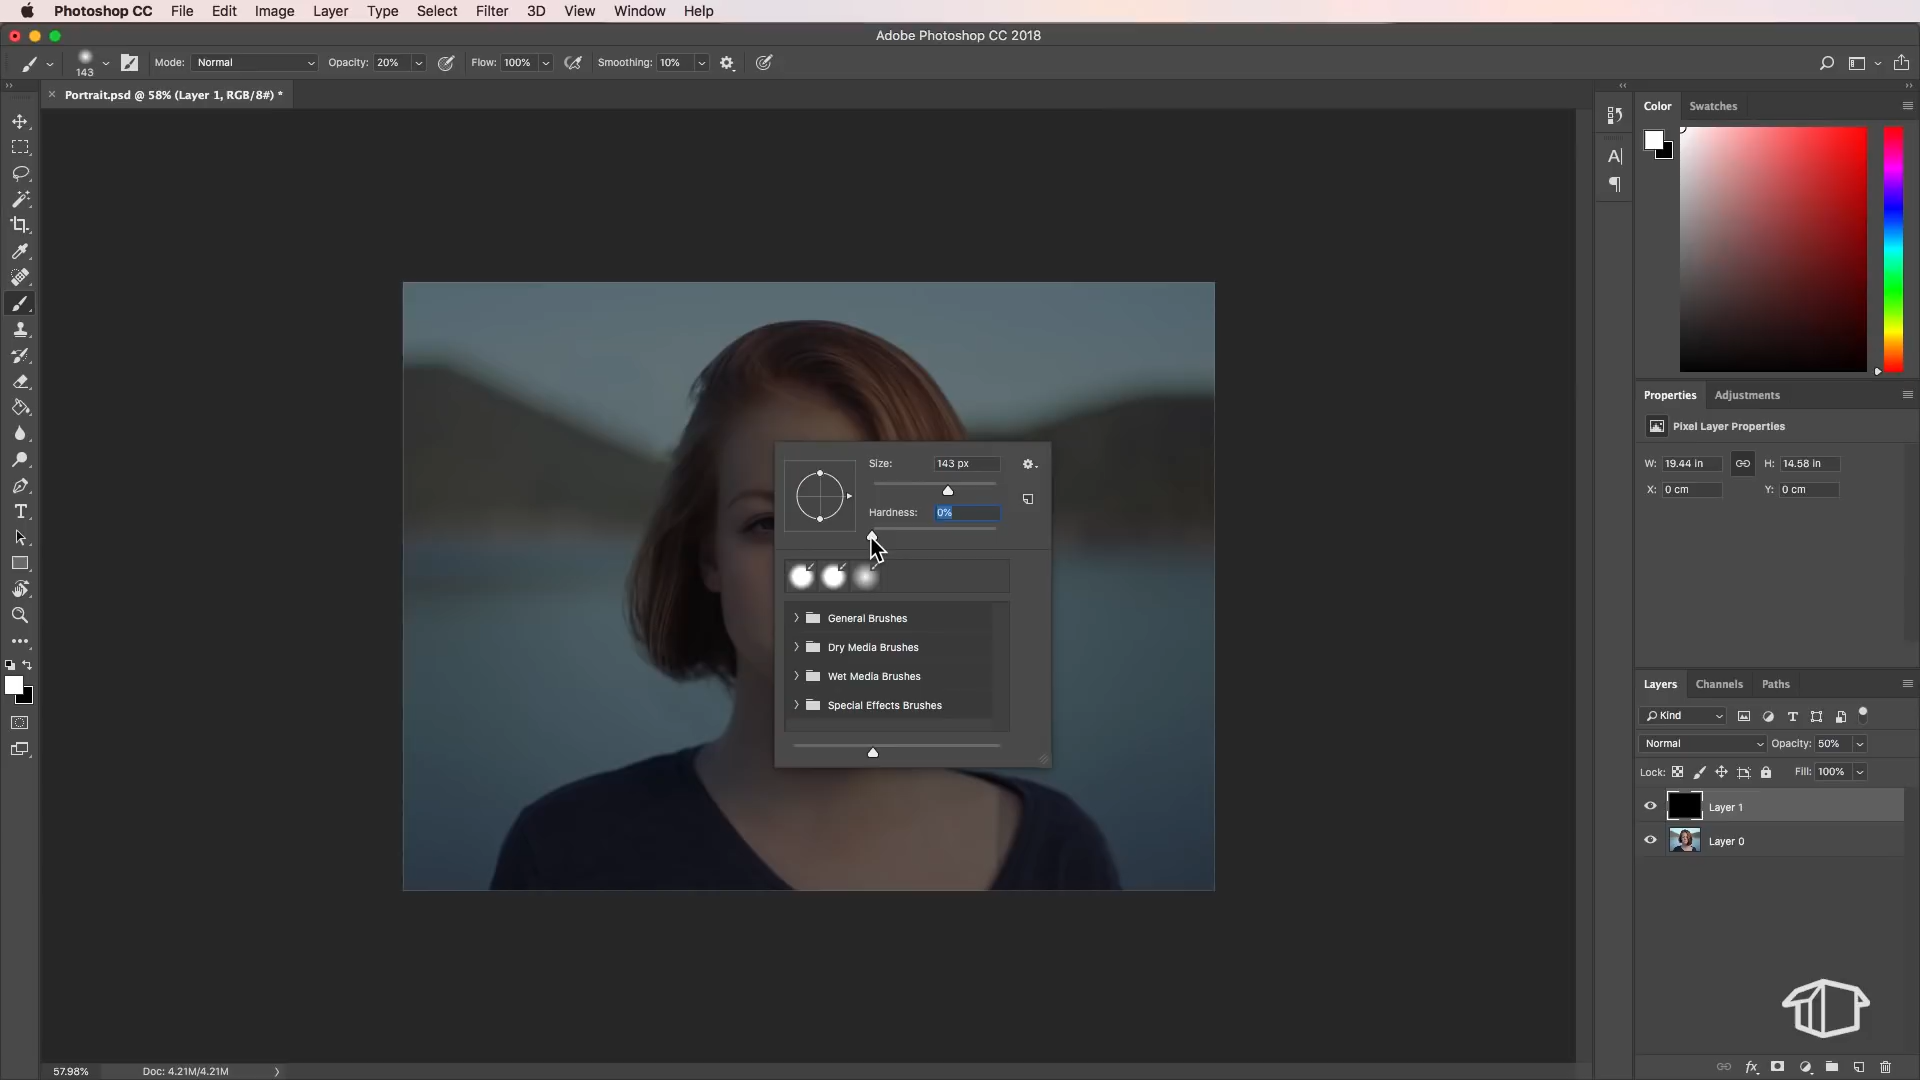 Photoshop CC File Edit Image Layer Type Select Filter 3D View Window Help
Adobe Photoshop CC 2018
143 Mode: Normal Opacity: 20% Flow: 100% Smoothing: 10%
Portrait.psd @ 58% (Layer 1, RGB/8#) *
Color Swatches
Properties Adjustments
Pixel Layer Properties
W: 19.44 in H: 14.58 in
X: 0 cm Y: 0 cm
Size: 143 px
Hardness: 0%
General Brushes
Dry Media Brushes
Wet Media Brushes
Special Effects Brushes
Layers Channels Paths
Kind
Normal Opacity: 50%
Lock: Fill: 100%
Layer 1
Layer 0
57.98% Doc: 4.21M/4.21M